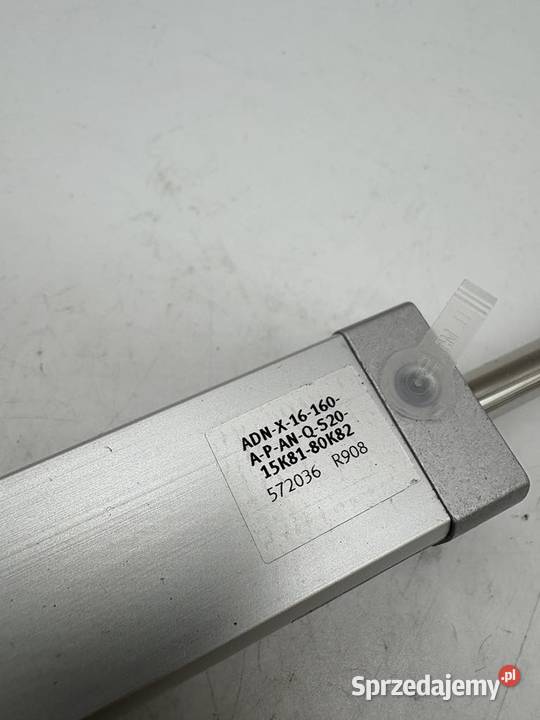 ADN-X-16-160-
A-P-AN-Q-S20-
15K81-80K82
572036 R908
Sprzedajemy.pl